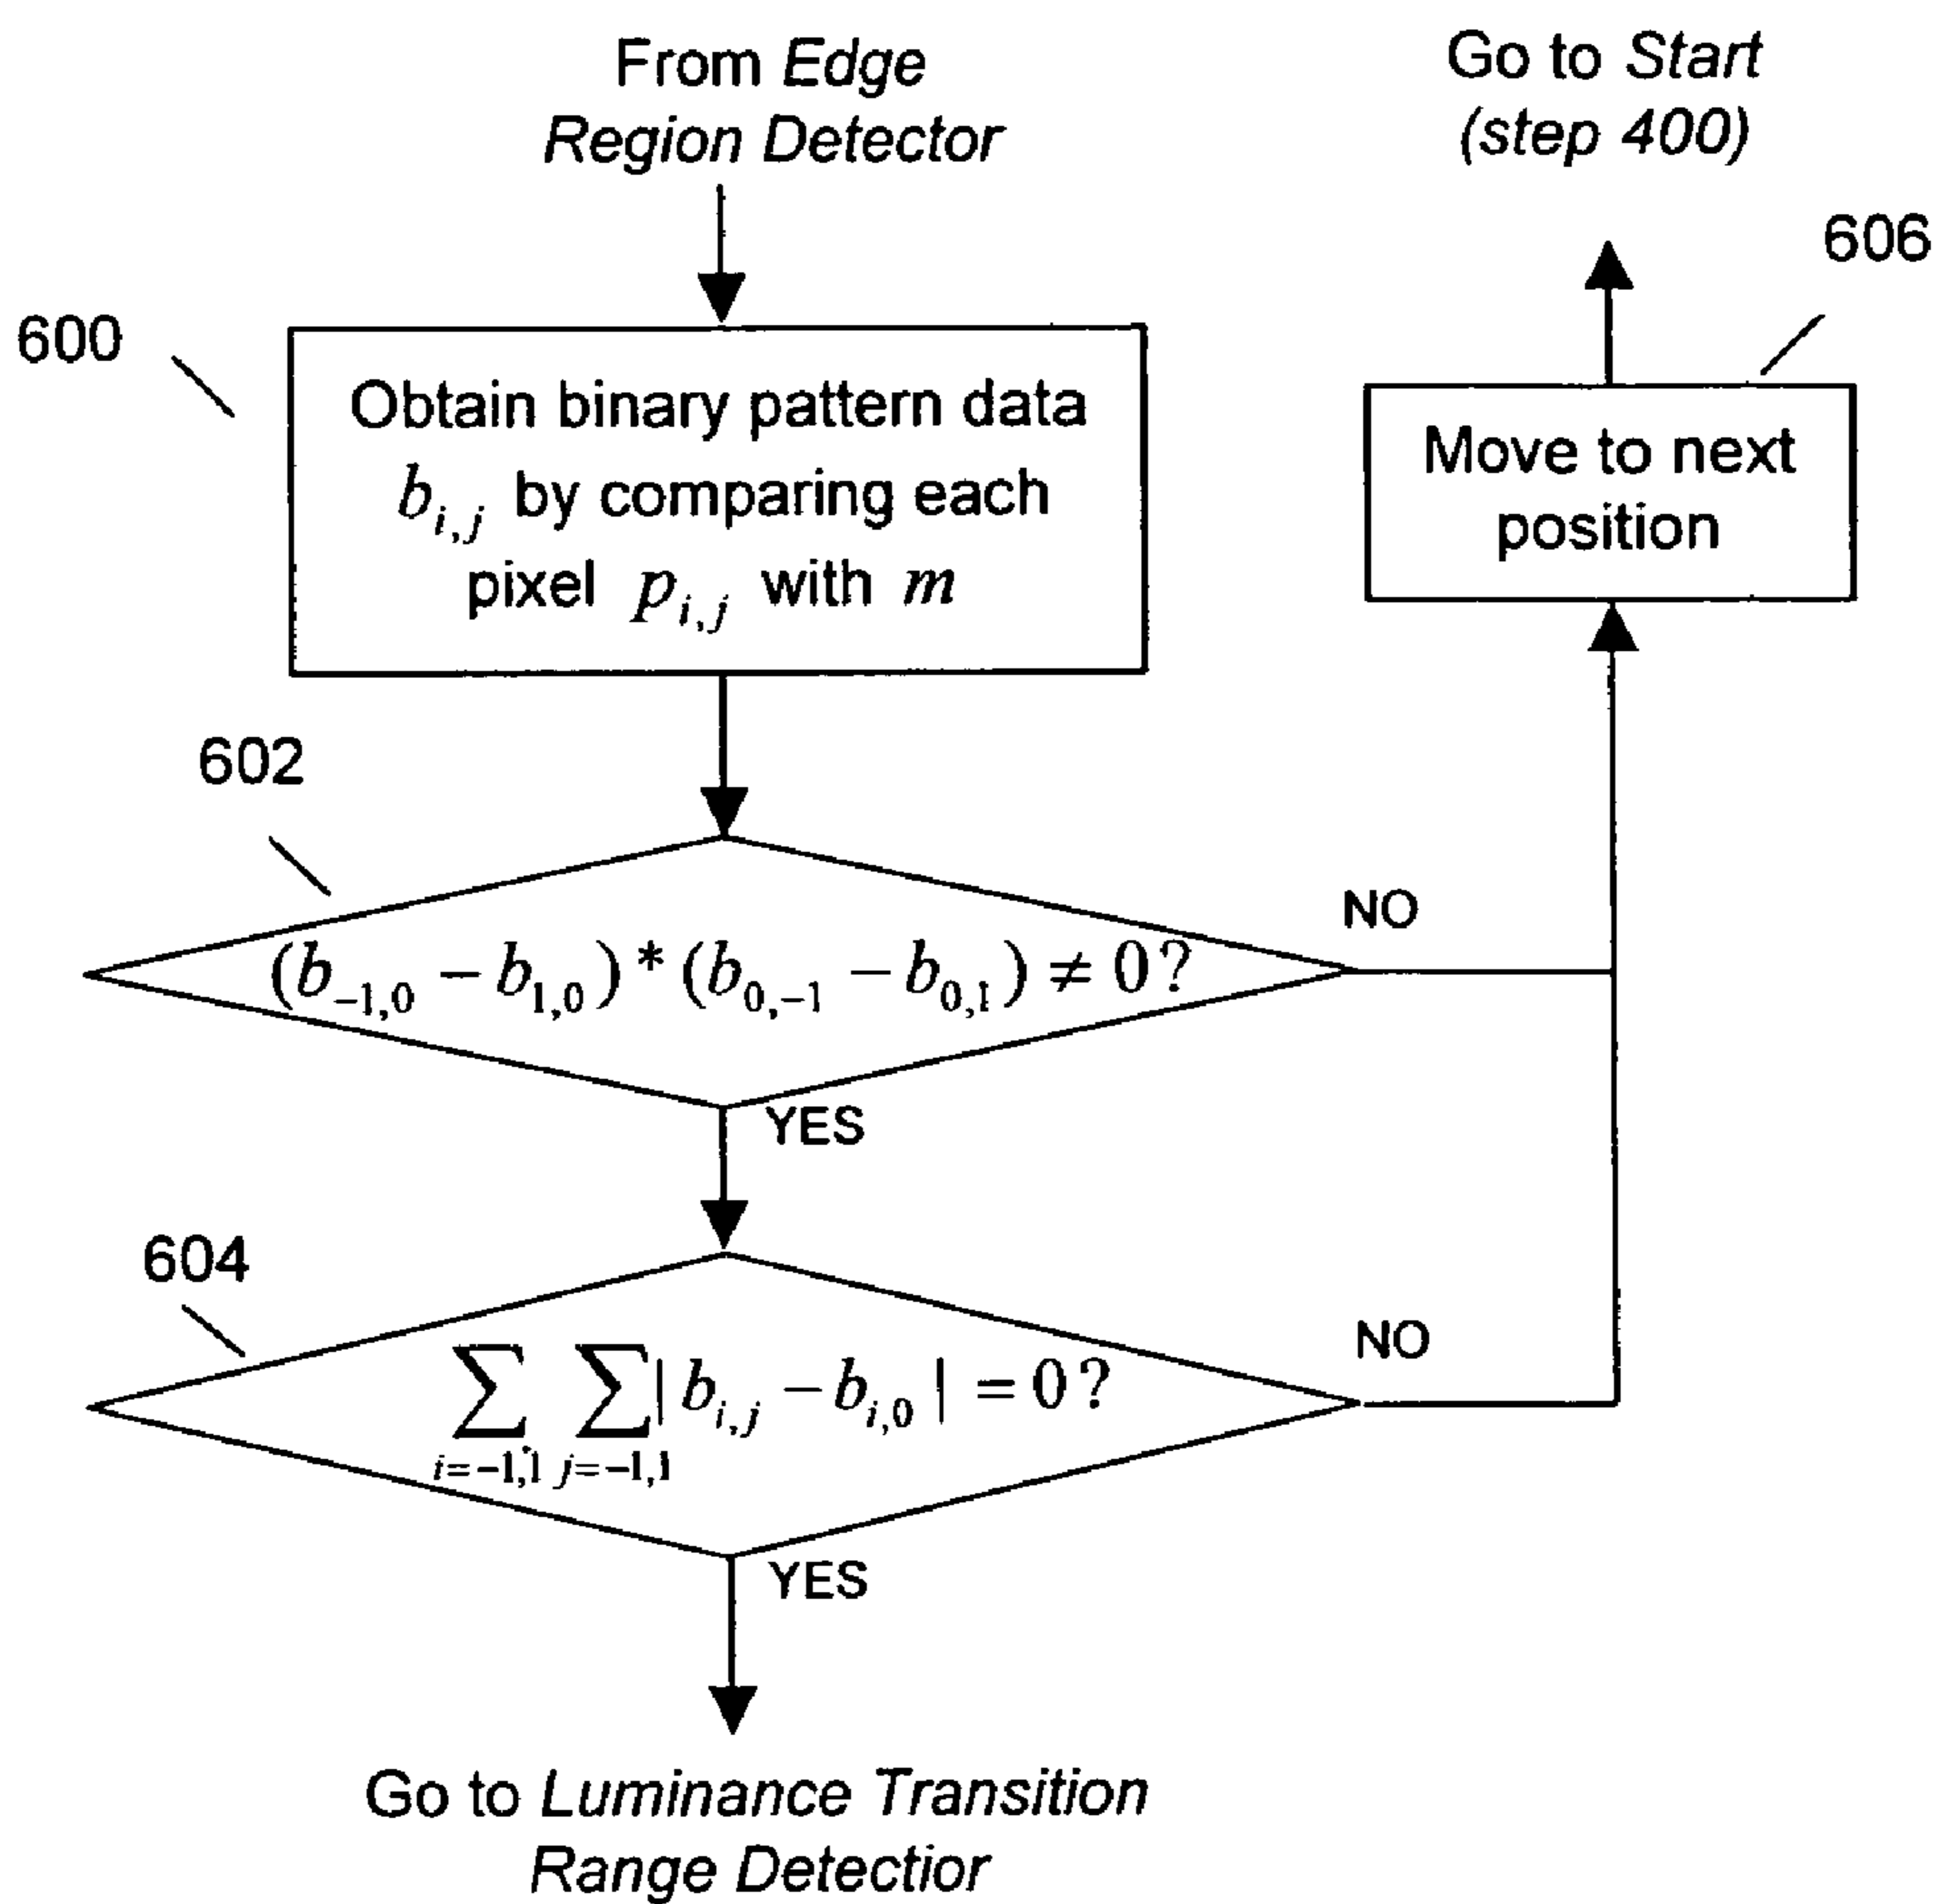 From Edge
Region Detector
Go to Start
(step 400)
606
600
Obtain binary pattern data
b_{i,j} by comparing each
pixel p_{i,j} with m
Move to next
position
602
NO
(b_{-1,0} - b_{1,0}) * (b_{0,-1} - b_{0,1}) ≠ 0?
YES
604
NO
∑_{i=-1,1} ∑_{j=-1,1} | b_{i,j} - b_{i,0} | = 0?
YES
Go to Luminance Transition
Range Detectior